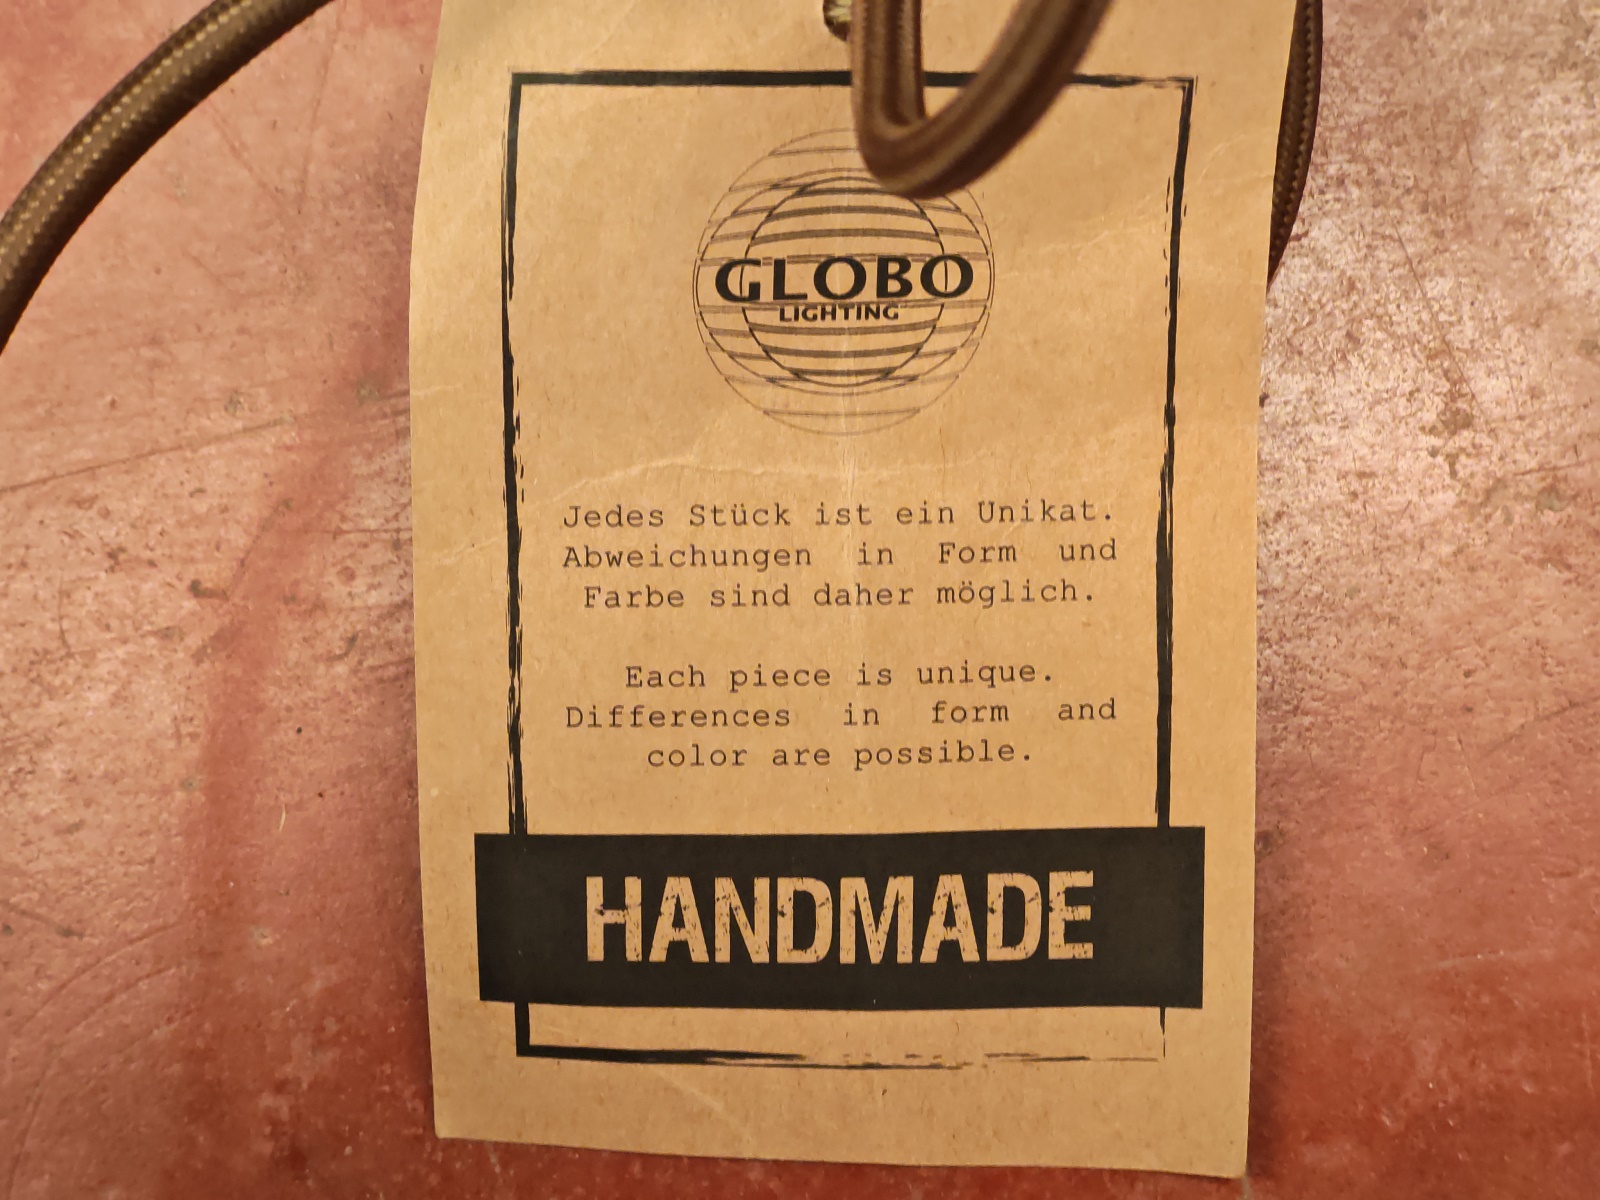 GLOBO
LIGHTING
Jedes Stück ist ein Unikat.
Abweichungen in Form und
Farbe sind daher möglich.
Each piece is unique.
Differences in form and
color are possible.
HANDMADE